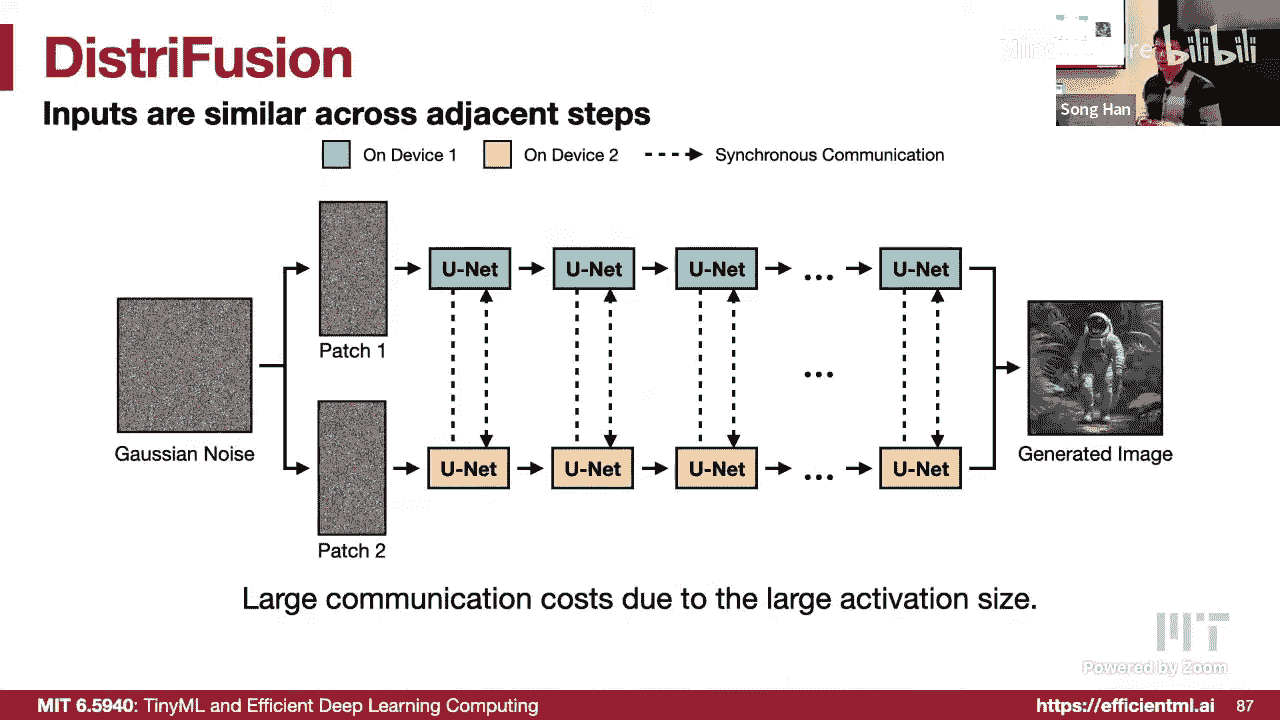 DistriFusion
Inputs are similar across adjacent steps
bilibili
Song Han
On Device 1
On Device 2
Synchronous Communication
U-Net
U-Net
U-Net
...
U-Net
Patch 1
...
Gaussian Noise
Generated Image
U-Net
U-Net
U-Net
...
U-Net
Patch 2
Large communication costs due to the large activation size.
MIT
Powered by Zoom
MIT 6.5940: TinyML and Efficient Deep Learning Computing
https://efficientml.ai
87